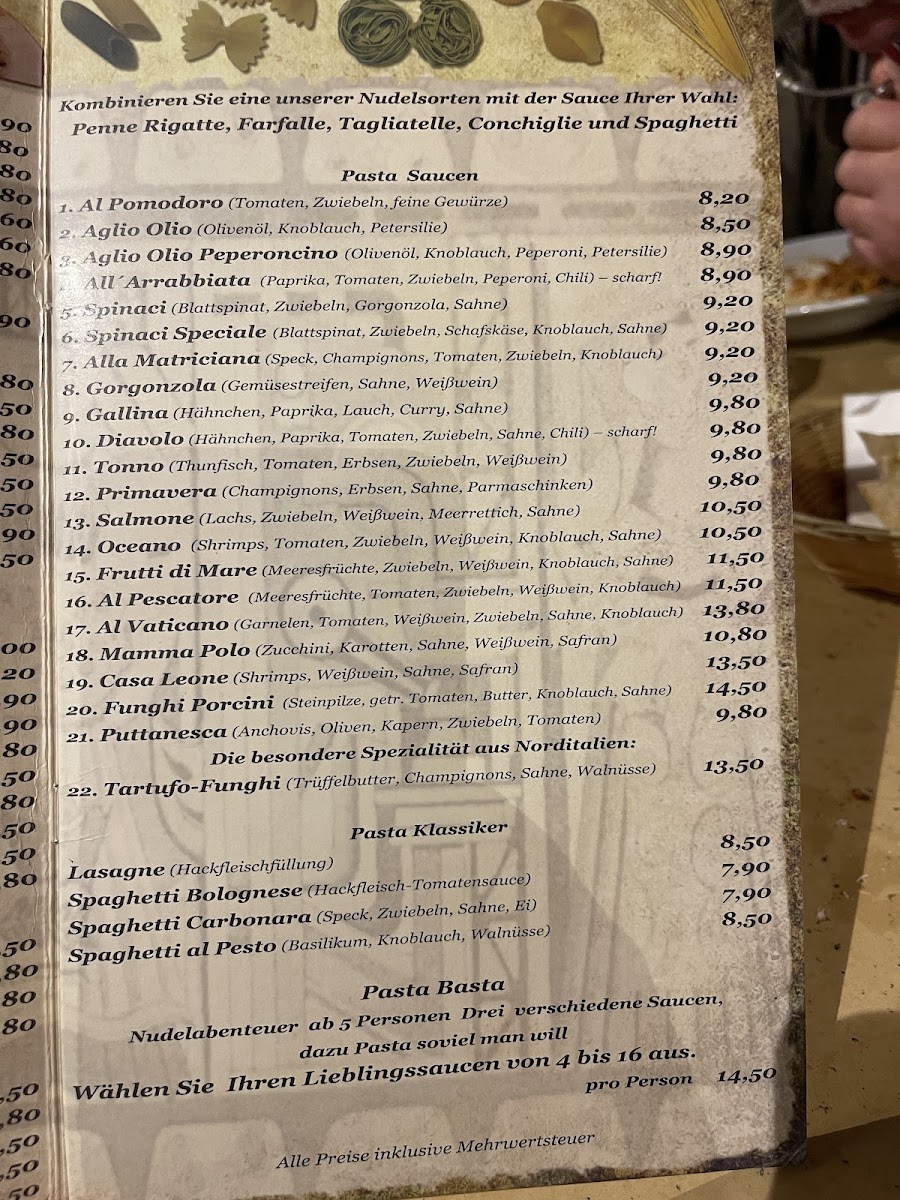 Kombinieren Sie eine unserer Nudelsorten mit der Sauce Ihrer Wahl:
Penne Rigatte, Farfalle, Tagliatelle, Conchiglie und Spaghetti
Pasta Saucen
1. Al Pomodoro (Tomaten, Zwiebeln, feine Gewürze) 8,20
2. Aglio Olio (Olivenöl, Knoblauch, Petersilie) 8,50
3. Aglio Olio Peperoncino (Olivenöl, Knoblauch, Peperoni, Petersilie) 8,90
All´Arrabbiata (Paprika, Tomaten, Zwiebeln, Peperoni, Chili) – scharf! 8,90
5. Spinaci (Blattspinat, Zwiebeln, Gorgonzola, Sahne) 9,20
6. Spinaci Speciale (Blattspinat, Zwiebeln, Schafskäse, Knoblauch, Sahne) 9,20
7. Alla Matriciana (Speck, Champignons, Tomaten, Zwiebeln, Knoblauch) 9,20
8. Gorgonzola (Gemüsestreifen, Sahne, Weißwein) 9,20
9. Gallina (Hähnchen, Paprika, Lauch, Curry, Sahne) 9,80
10. Diavolo (Hähnchen, Paprika, Tomaten, Zwiebeln, Sahne, Chili) – scharf! 9,80
11. Tonno (Thunfisch, Tomaten, Erbsen, Zwiebeln, Weißwein) 9,80
12. Primavera (Champignons, Erbsen, Sahne, Parmaschinken) 9,80
13. Salmone (Lachs, Zwiebeln, Weißwein, Meerrettich, Sahne) 10,50
14. Oceano (Shrimps, Tomaten, Zwiebeln, Weißwein, Knoblauch, Sahne) 10,50
15. Frutti di Mare (Meeresfrüchte, Zwiebeln, Weißwein, Knoblauch, Sahne) 11,50
16. Al Pescatore (Meeresfrüchte, Tomaten, Zwiebeln, Weißwein, Knoblauch) 11,50
17. Al Vaticano (Garnelen, Tomaten, Weißwein, Zwiebeln, Sahne, Knoblauch) 13,80
18. Mamma Polo (Zucchini, Karotten, Sahne, Weißwein, Safran) 10,80
19. Casa Leone (Shrimps, Weißwein, Sahne, Safran) 13,50
20. Funghi Porcini (Steinpilze, getr. Tomaten, Butter, Knoblauch, Sahne) 14,50
21. Puttanesca (Anchovis, Oliven, Kapern, Zwiebeln, Tomaten) 9,80
Die besondere Spezialität aus Norditalien:
22. Tartufo-Funghi (Trüffelbutter, Champignons, Sahne, Walnüsse) 13,50
Pasta Klassiker
Lasagne (Hackfleischfüllung) 8,50
Spaghetti Bolognese (Hackfleisch-Tomatensauce) 7,90
Spaghetti Carbonara (Speck, Zwiebeln, Sahne, Ei) 7,90
Spaghetti al Pesto (Basilikum, Knoblauch, Walnüsse) 8,50
Pasta Basta
Nudelabenteuer ab 5 Personen Drei verschiedene Saucen,
dazu Pasta soviel man will
Wählen Sie Ihren Lieblingssaucen von 4 bis 16 aus.
pro Person 14,50
Alle Preise inklusive Mehrwertsteuer